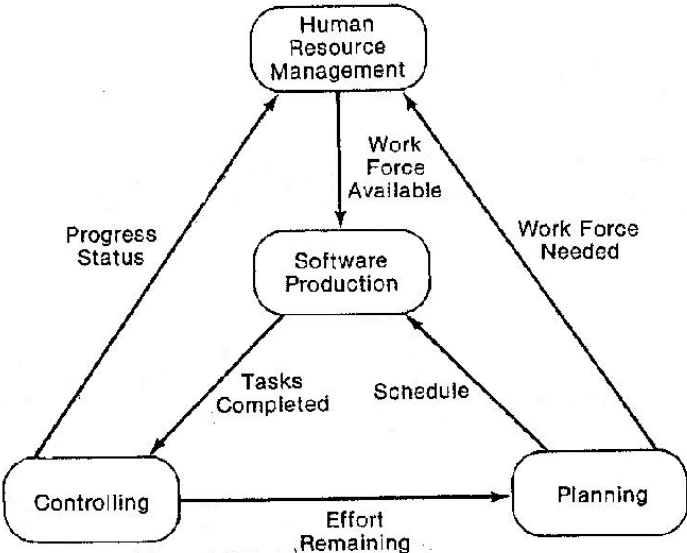 Human
Resource
Management
Work
Force
Available
Progress
Status
Work Force
Needed
Software
Production
Tasks
Completed
Schedule
Controlling
Planning
Effort
Remaining